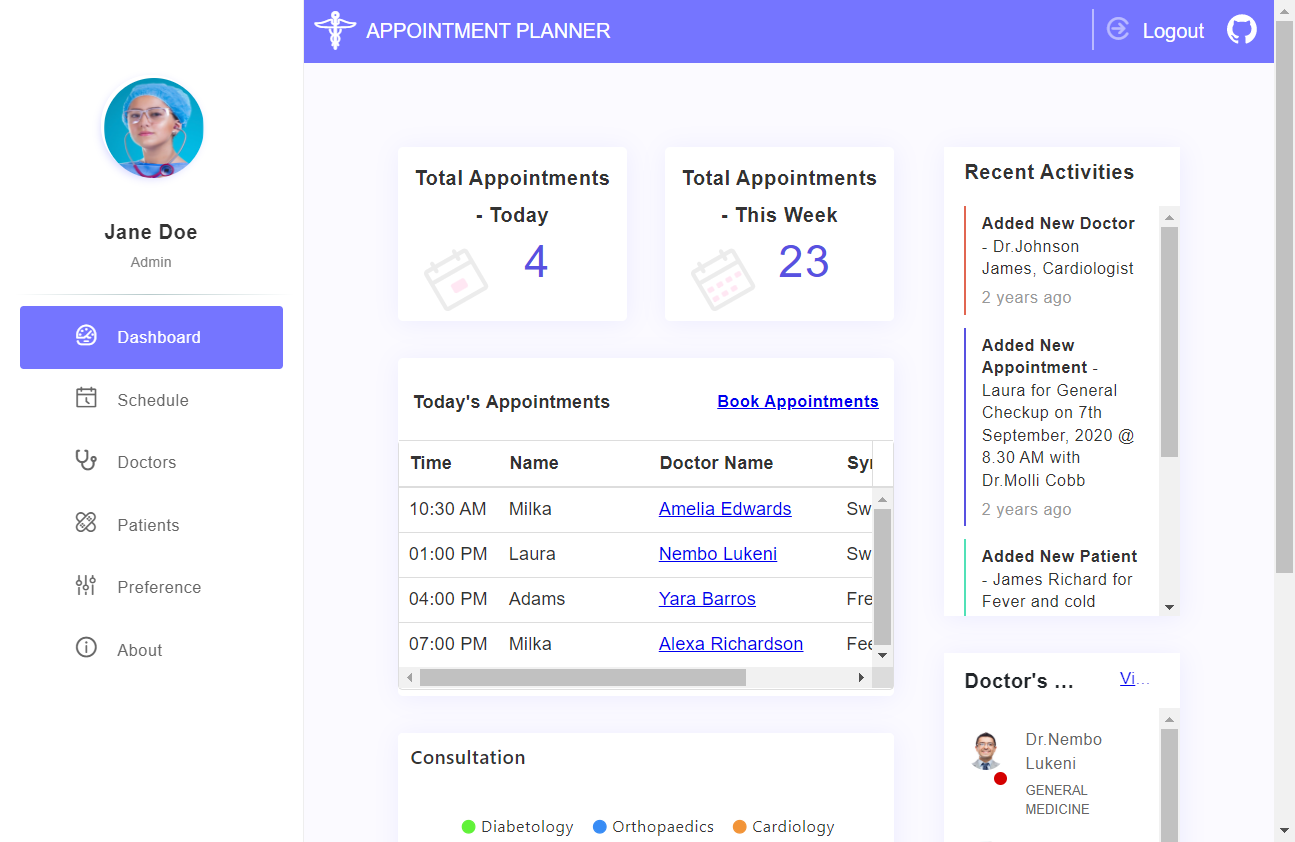 APPOINTMENT PLANNER
Logout
Jane Doe
Admin
Dashboard
Schedule
Doctors
Patients
Preference
About
Total Appointments
- Today
4
Total Appointments
- This Week
23
Today's Appointments
Book Appointments
Time Name Doctor Name Sy
10:30 AM Milka Amelia Edwards Sw
01:00 PM Laura Nembo Lukeni Sw
04:00 PM Adams Yara Barros Fre
07:00 PM Milka Alexa Richardson Fee
Consultation
Diabetology Orthopaedics Cardiology
Recent Activities
Added New Doctor
- Dr.Johnson
James, Cardiologist
2 years ago
Added New
Appointment -
Laura for General
Checkup on 7th
September, 2020 @
8.30 AM with
Dr.Molli Cobb
2 years ago
Added New Patient
- James Richard for
Fever and cold
Doctor's ...
Vi...
Dr.Nembo
Lukeni
GENERAL
MEDICINE